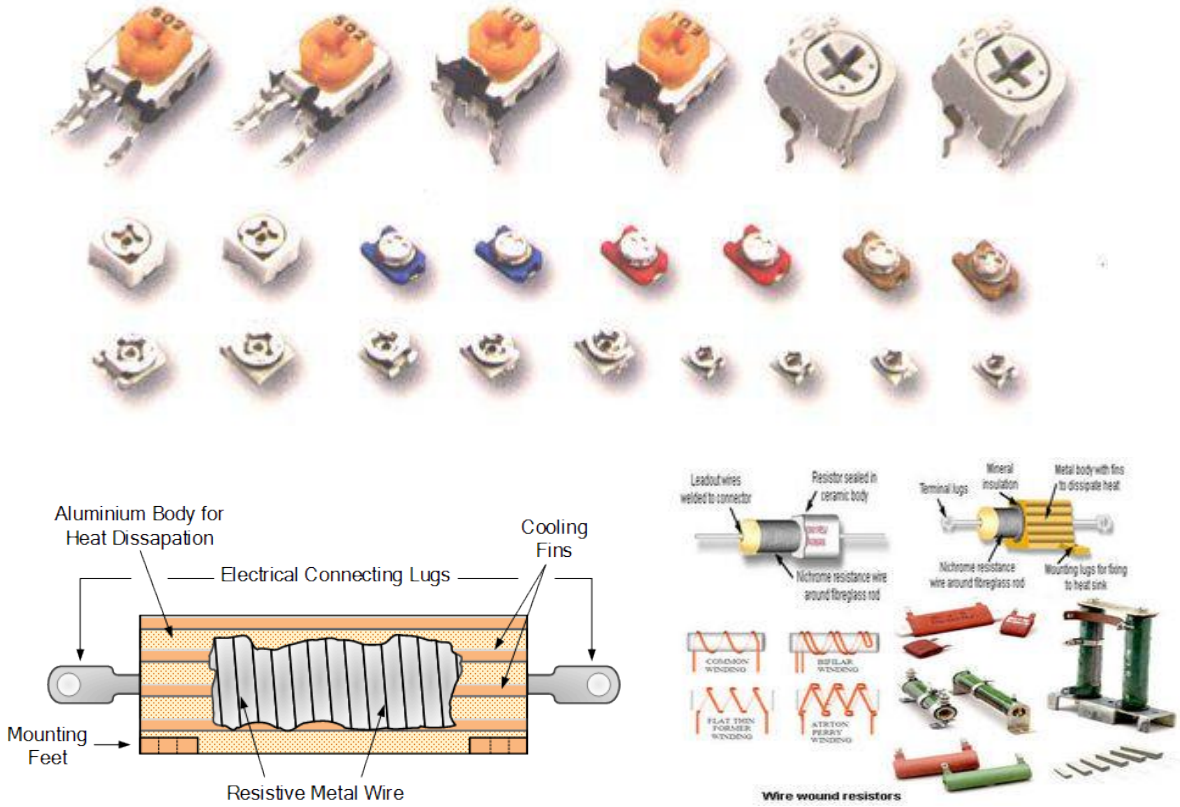 502
502
103
103
Aluminium Body for
Heat Dissapation
Cooling
Fins
Electrical Connecting Lugs
Mounting
Feet
Resistive Metal Wire
Leadout wires
welded to connector
Resistor sealed in
ceramic body
Nichrome resistance wire
around fibreglass rod
Mineral
insulation
Metal body with fins
to dissipate heat
Terminal lugs
Nichrome resistance
wire around fibreglass rod
Mounting lugs for fixing
to heat sink
COMMON
WINDING
BIFILAR
WINDING
FLAT THIN
FORMER
WINDING
AYRTON
PERRY
WINDING
Wire wound resistors